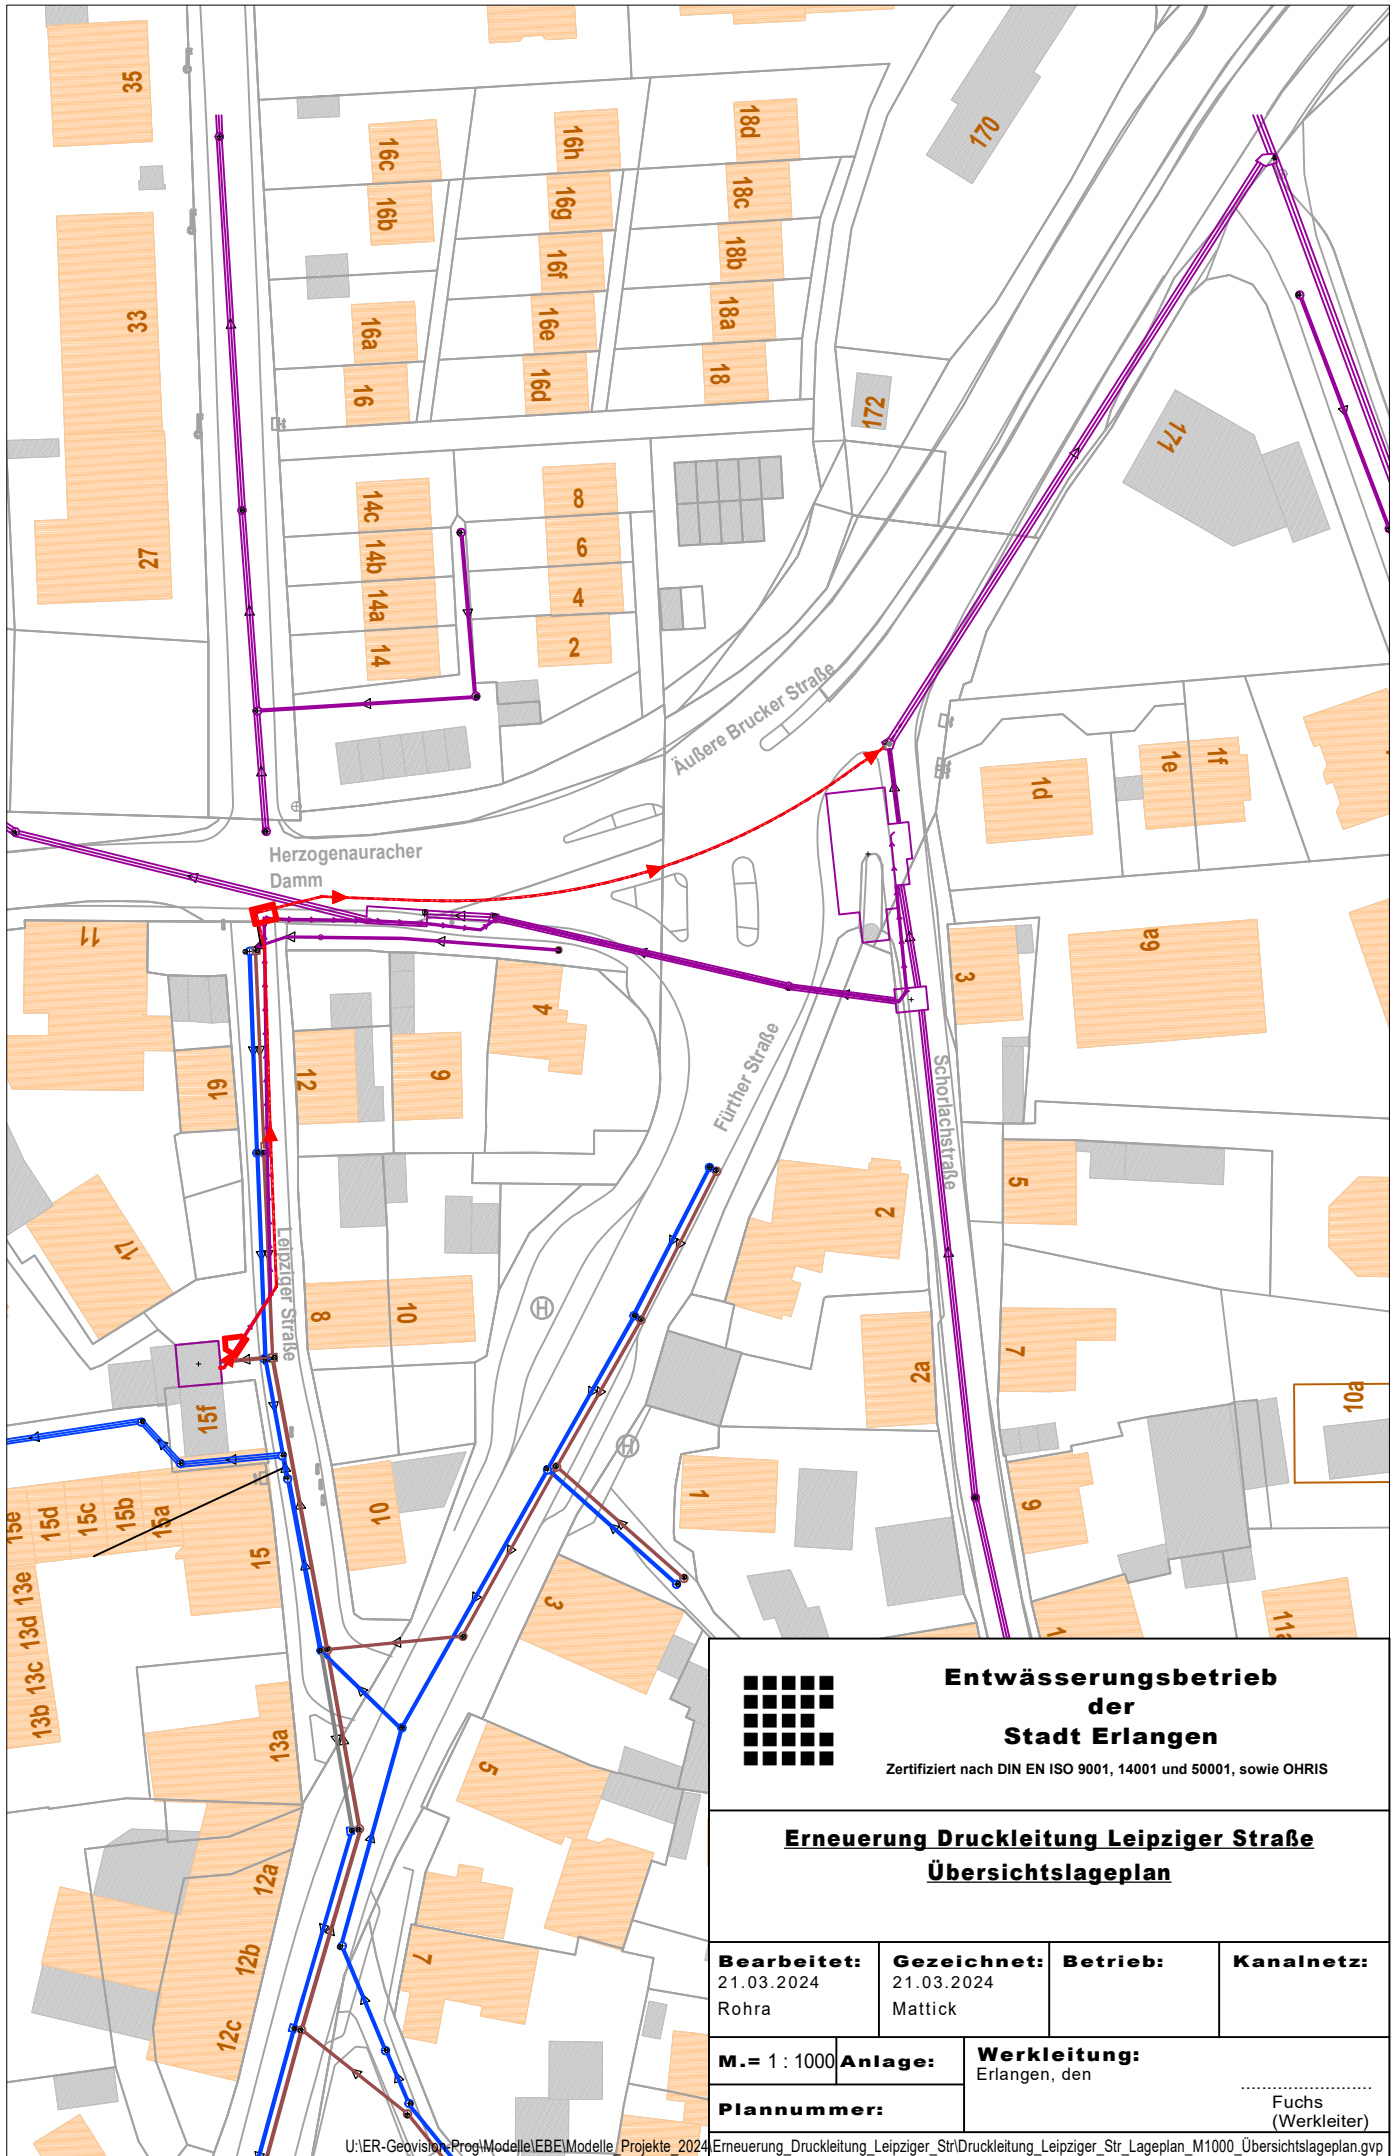 35
33
27
16c
16b
16a
16
16h
16g
16f
16e
16d
18d
18c
18b
18a
18
170
172
171
14c
14b
14a
14
8
6
4
2
Äußere Brucker Straße
1d
1e
1f
Herzogenauracher
Damm
11
4
3
6a
19
12
9
Fürther Straße
Schorlachstraße
5
2
17
Leipziger Straße
8
10
H
7
2a
10a
15f
H
1
9
10
15e
15d
15c
15b
15a
15
13e
13d
13c
13b
3
1
11a
13a
5
12a
12b
12c
7
Entwässerungsbetrieb
der
Stadt Erlangen
Zertifiziert nach DIN EN ISO 9001, 14001 und 50001, sowie OHRIS
Erneuerung Druckleitung Leipziger Straße
Übersichtslageplan
Bearbeitet:
21.03.2024
Rohra
Gezeichnet:
21.03.2024
Mattick
Betrieb:
Kanalnetz:
M.= 1 : 1000
Anlage:
Werkleitung:
Erlangen, den
........................
Fuchs
(Werkleiter)
Plannummer:
U:\ER-Geovision-Prog\Modelle\EBE\Modelle_Projekte_2024\Erneuerung_Druckleitung_Leipziger_Str\Druckleitung_Leipziger_Str_Lageplan_M1000_Übersichtslageplan.gvp